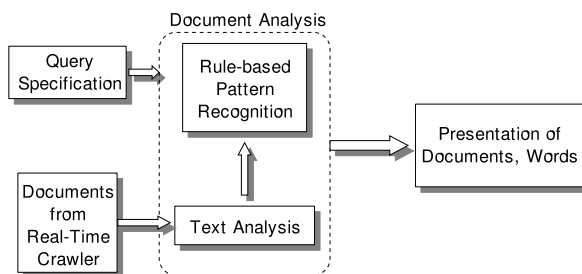 Document Analysis
Query
Specification
Rule-based
Pattern
Recognition
Presentation of
Documents, Words
Documents
from
Real-Time
Crawler
Text Analysis